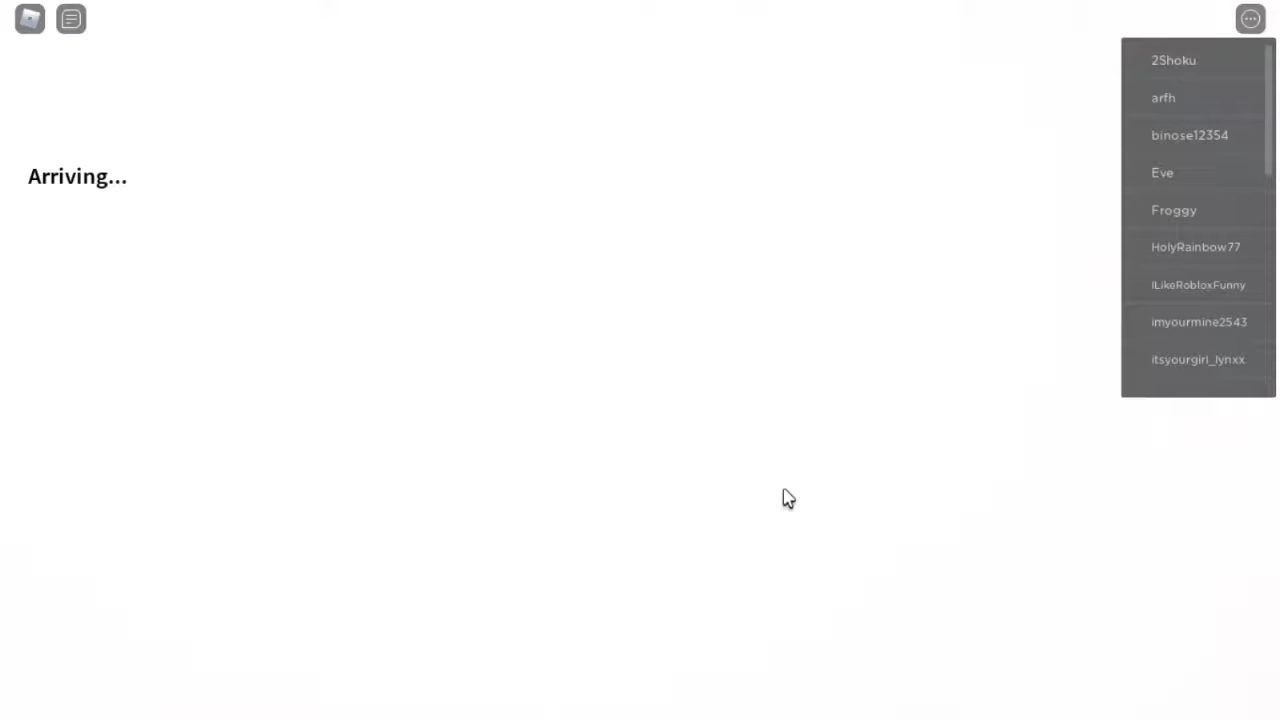 Arriving...
2Shoku
arfh
binose12354
Eve
Froggy
HolyRainbow77
ILikeRobloxFunny
imyourmine2543
itsyourgirl_lynxx